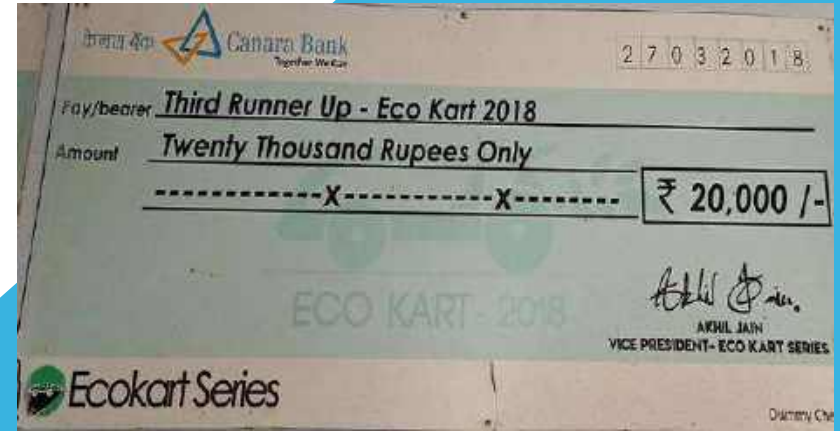 केनरा बैंक Canara Bank
Together We Can
27032018
Pay/bearer Third Runner Up - Eco Kart 2018
Amount Twenty Thousand Rupees Only
------------x-----------x--------
₹ 20,000 /-
ECO KART - 2018
AKHIL JAIN
VICE PRESIDENT- ECO KART SERIES
Ecokart Series
Dummy Che